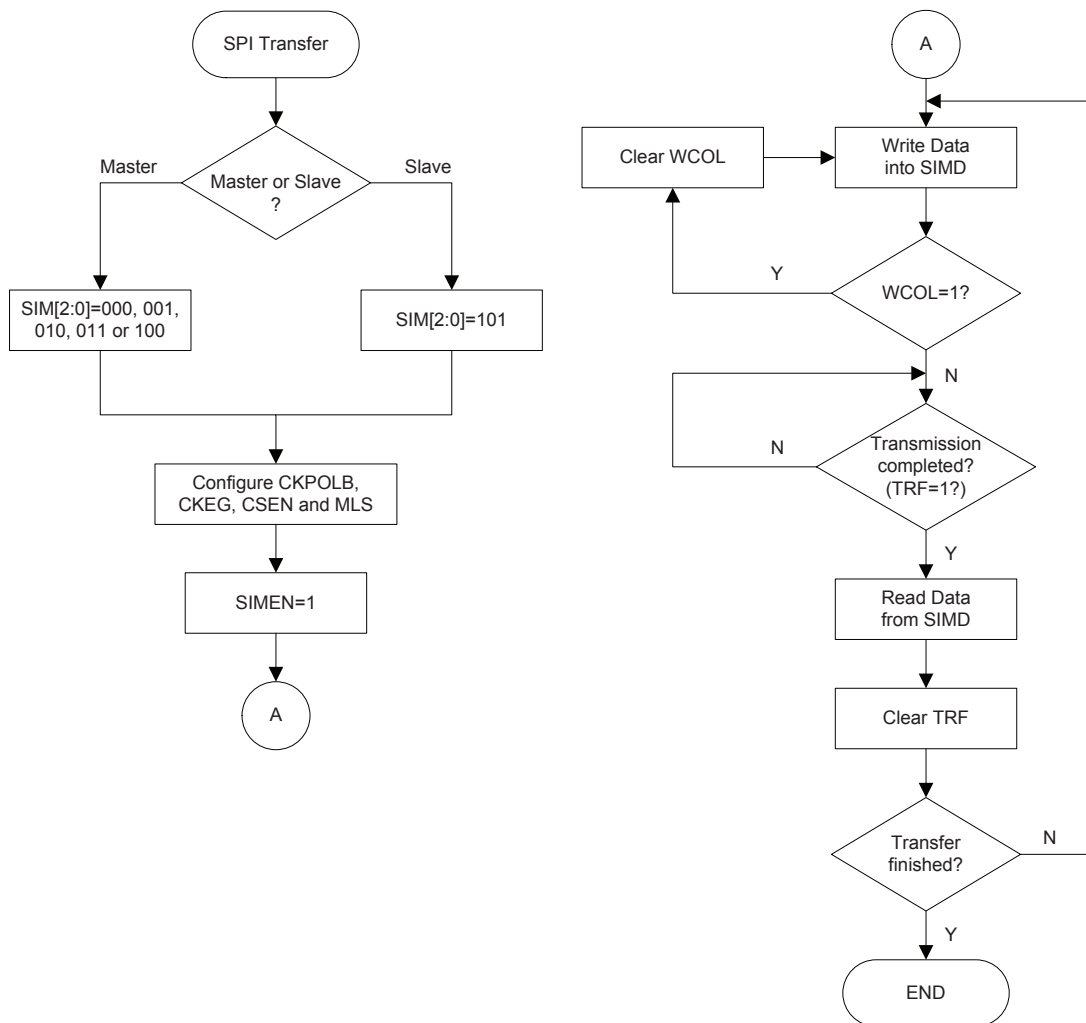 SPI Transfer
Master
Slave
Master or Slave
?
SIM[2:0]=000, 001,
010, 011 or 100
SIM[2:0]=101
Configure CKPOLB,
CKEG, CSEN and MLS
SIMEN=1
A
A
Clear WCOL
Write Data
into SIMD
Y
WCOL=1?
N
N
Transmission
completed?
(TRF=1?)
Y
Read Data
from SIMD
Clear TRF
Transfer
finished?
N
Y
END